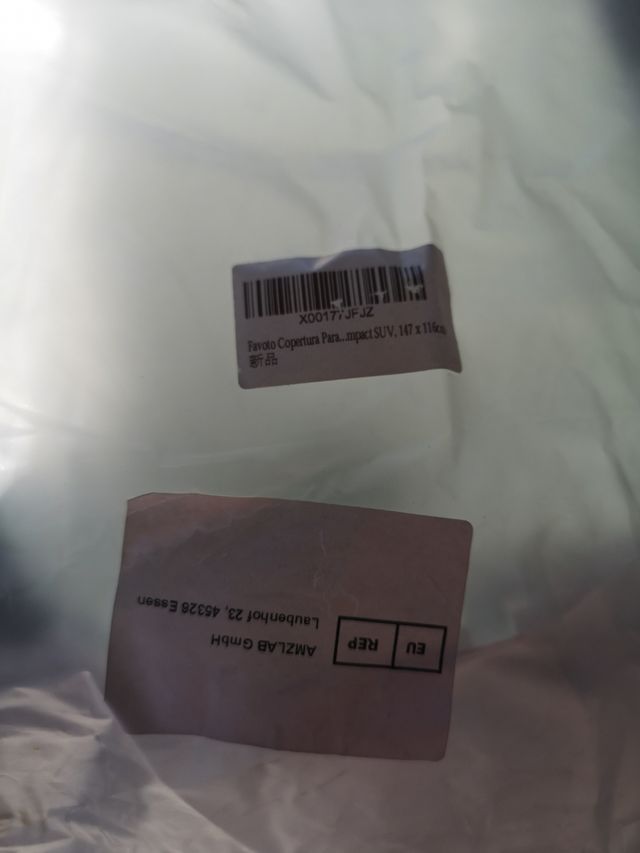 X00177JFJZ
Favoto Copertura Para...mpact SUV, 147 x 116cm
新品
EU REP
AMZLAB GmbH
Laubenhof 23, 45326 Essen